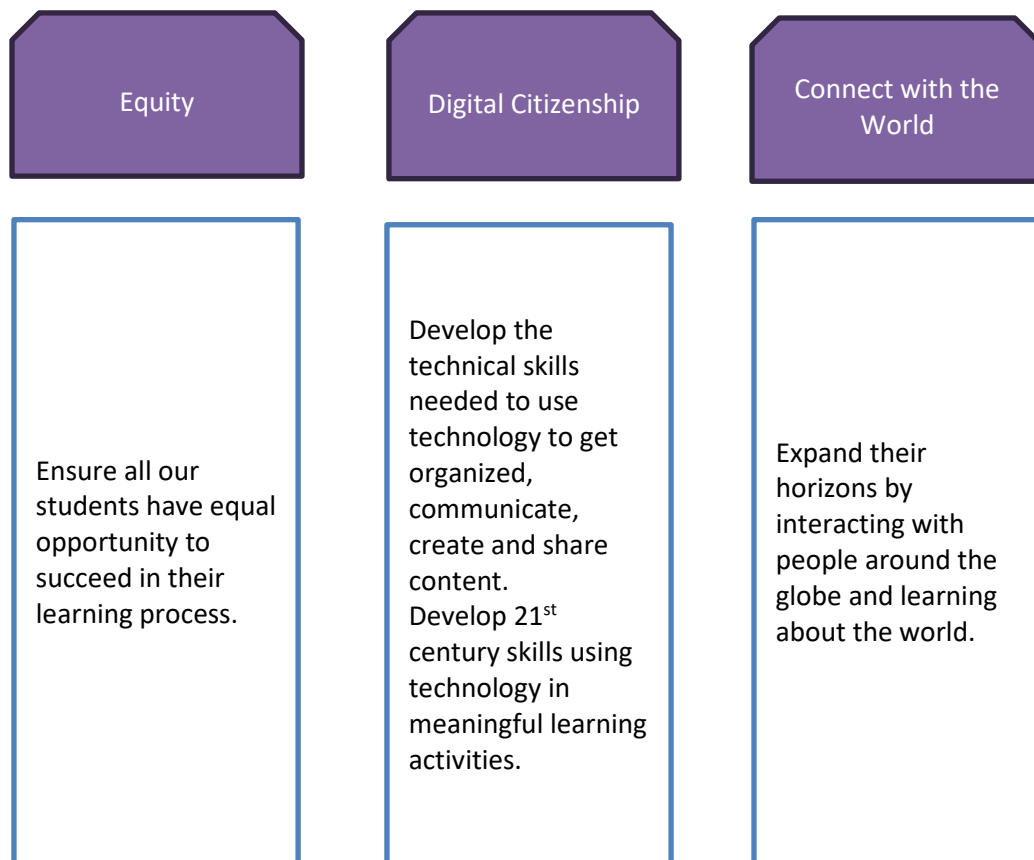 Equity
Ensure all our
students have equal
opportunity to
succeed in their
learning process.
Digital Citizenship
Develop the
technical skills
needed to use
technology to get
organized,
communicate,
create and share
content.
Develop 21st
century skills using
technology in
meaningful learning
activities.
Connect with the
World
Expand their
horizons by
interacting with
people around the
globe and learning
about the world.